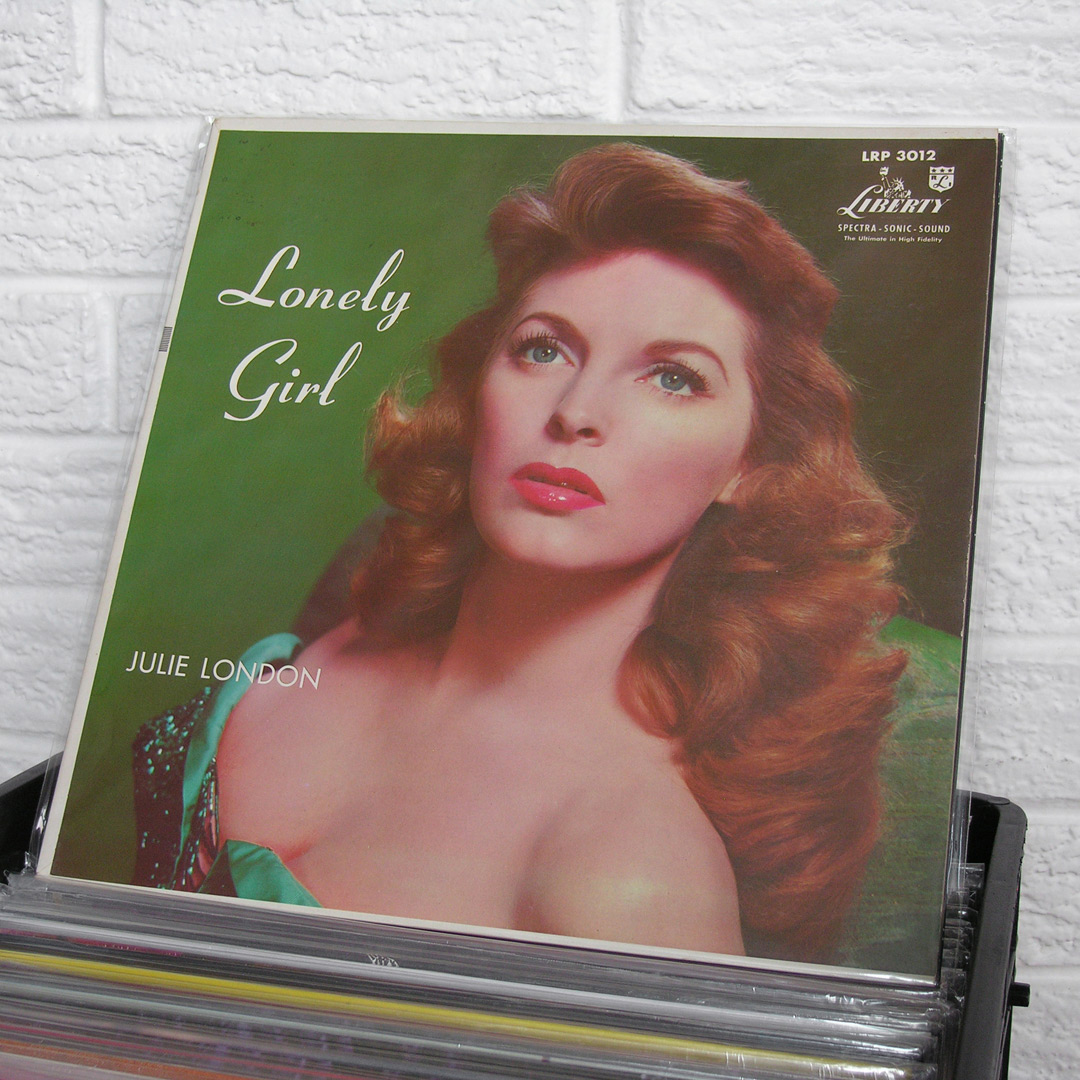 LRP 3012
LIBERTY
SPECTRA-SONIC-SOUND
The Ultimate in High Fidelity
Lonely
Girl
JULIE LONDON